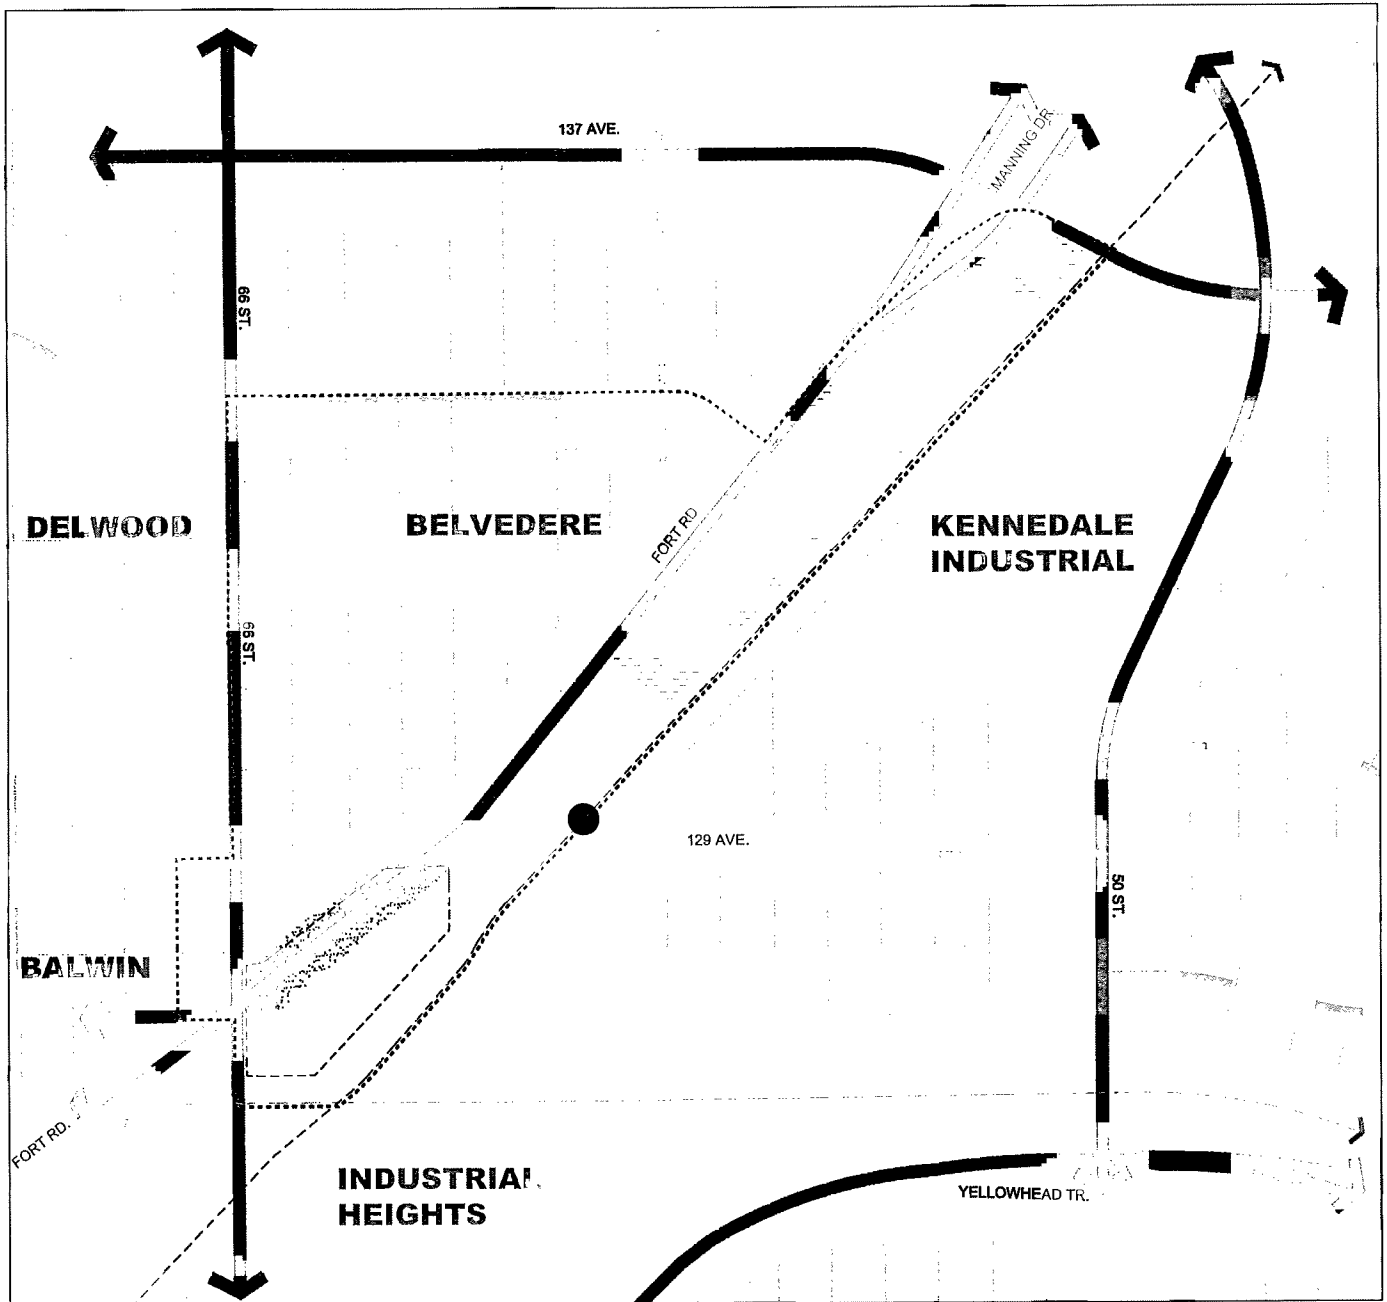 137 AVE.
MANNING DR.
66 ST.
DELWOOD
BELVEDERE
FORT RD
KENNEDALE
INDUSTRIAL
66 ST.
129 AVE.
50 ST.
BALWIN
FORT RD.
INDUSTRIAL
HEIGHTS
YELLOWHEAD TR.